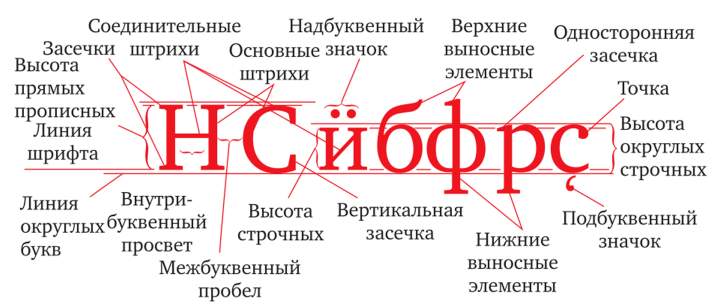 Соединительные
штрихи
Надбуквенный
значок
Верхние
выносные
элементы
Односторонняя
засечка
Засечки
Основные
штрихи
Высота
прямых
прописных
Точка
Линия
шрифта
НСӥбфрҫ
Высота
округлых
строчных
Линия
округлых
букв
Внутри-
буквенный
просвет
Высота
строчных
Вертикальная
засечка
Подбуквенный
значок
Нижние
выносные
элементы
Межбуквенный
пробел